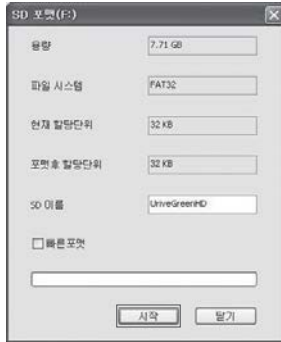 SD 포맷(F:)
용량 7.71 GB
파일 시스템 FAT32
현재 할당단위 32 KB
포맷후 할당단위 32 KB
SD 이름 UriveGreenHD
빠른포맷
시작 닫기